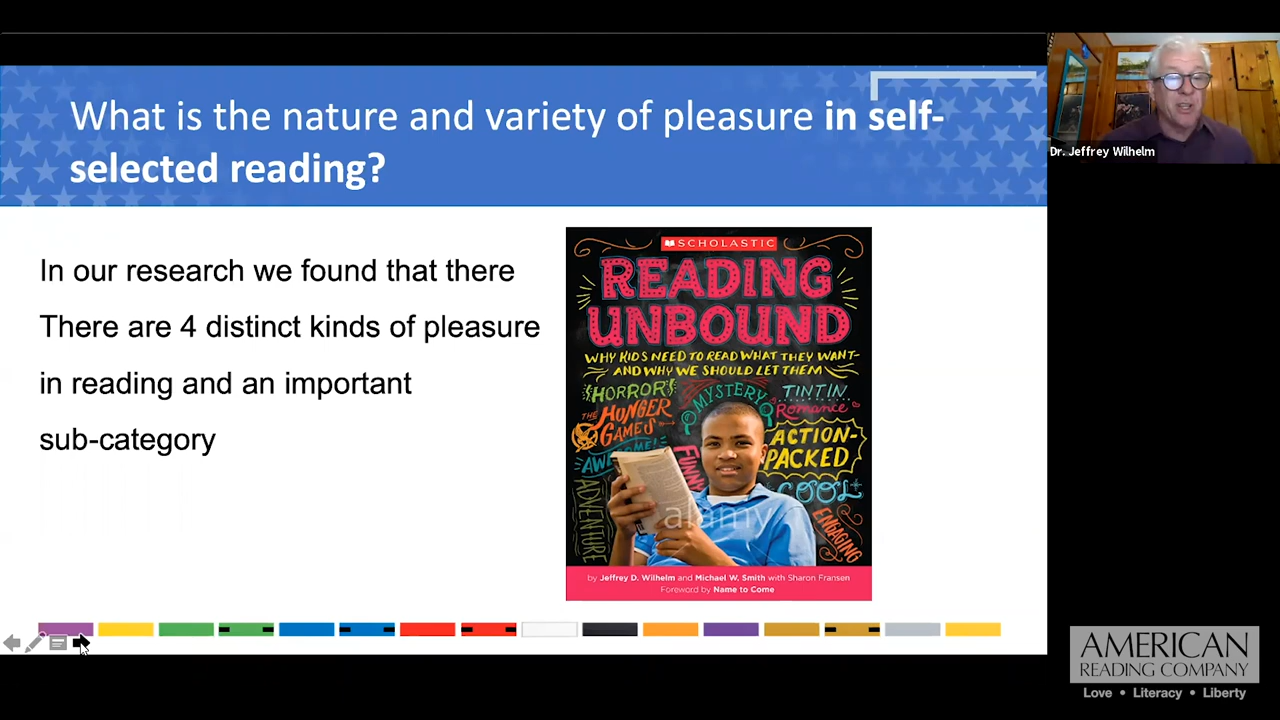 What is the nature and variety of pleasure in self-
selected reading?
Dr. Jeffrey Wilhelm
In our research we found that there
There are 4 distinct kinds of pleasure
in reading and an important
sub-category
SCHOLASTIC
READING
UNBOUND
WHY KIDS NEED TO READ WHAT THEY WANT-
-AND WHY WE SHOULD LET THEM
HORROR!
MYSTERY
TINTIN
Romance
THE HUNGER
GAMES
AWESOME!
FUNNY
ACTION-
PACKED
COOL
ADVENTURE
ENGAGING
alamy
by Jeffrey D. Wilhelm and Michael W. Smith with Sharon Fransen
Foreword by Name to Come
AMERICAN
READING COMPANY
Love • Literacy • Liberty